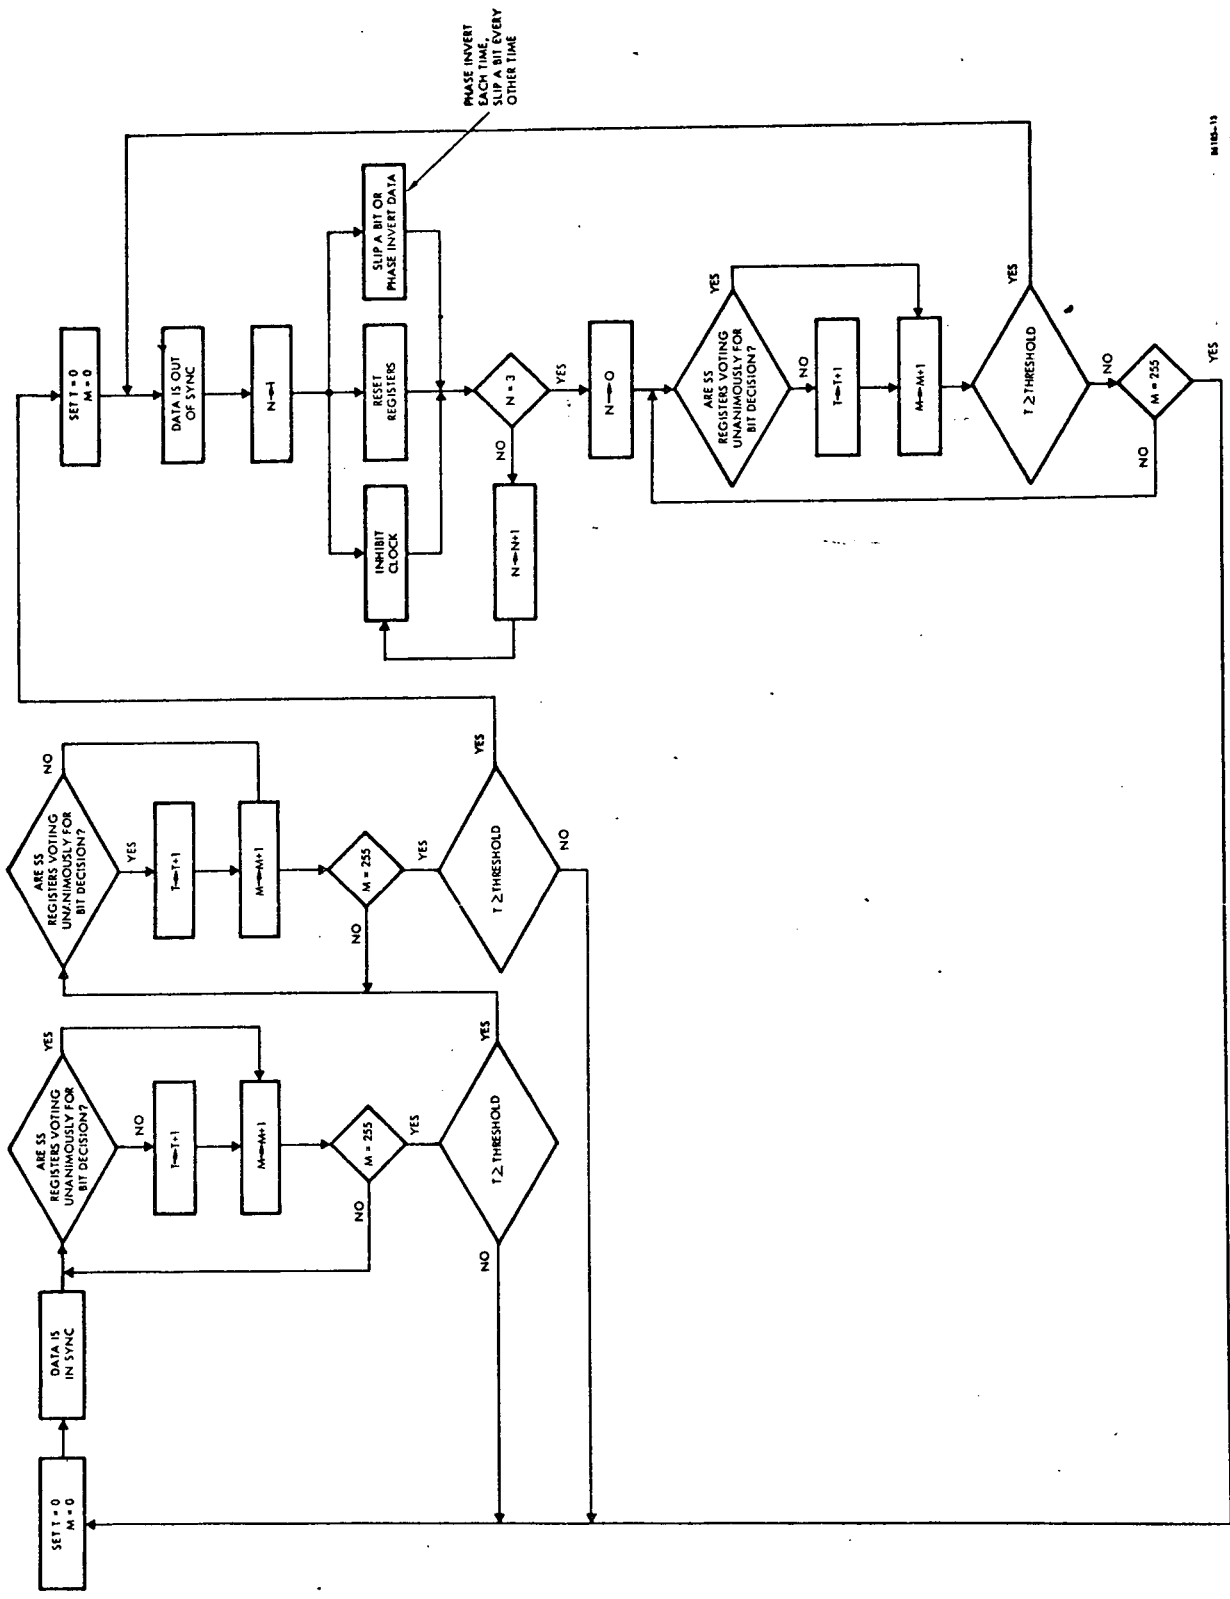 SET T = 0
M = 0
DATA IS
IN SYNC
ARE SS
REGISTERS VOTING
UNANIMOUSLY FOR
BIT DECISION?
YES
NO
T←T+1
M←M+1
M = 255
NO
YES
T ≥ THRESHOLD
NO
YES
ARE SS
REGISTERS VOTING
UNANIMOUSLY FOR
BIT DECISION?
NO
YES
T←T+1
M←M+1
M = 255
NO
YES
T ≥ THRESHOLD
YES
NO
SET T = 0
M = 0
DATA IS OUT
OF SYNC
N←1
INHIBIT
CLOCK
RESET
REGISTERS
SLIP A BIT OR
PHASE INVERT DATA
PHASE INVERT
EACH TIME,
SLIP A BIT EVERY
OTHER TIME
N = 3
NO
YES
N←N+1
N→0
ARE SS
REGISTERS VOTING
UNANIMOUSLY FOR
BIT DECISION?
YES
NO
T←T+1
M←M+1
T ≥ THRESHOLD
YES
NO
M = 255
NO
YES